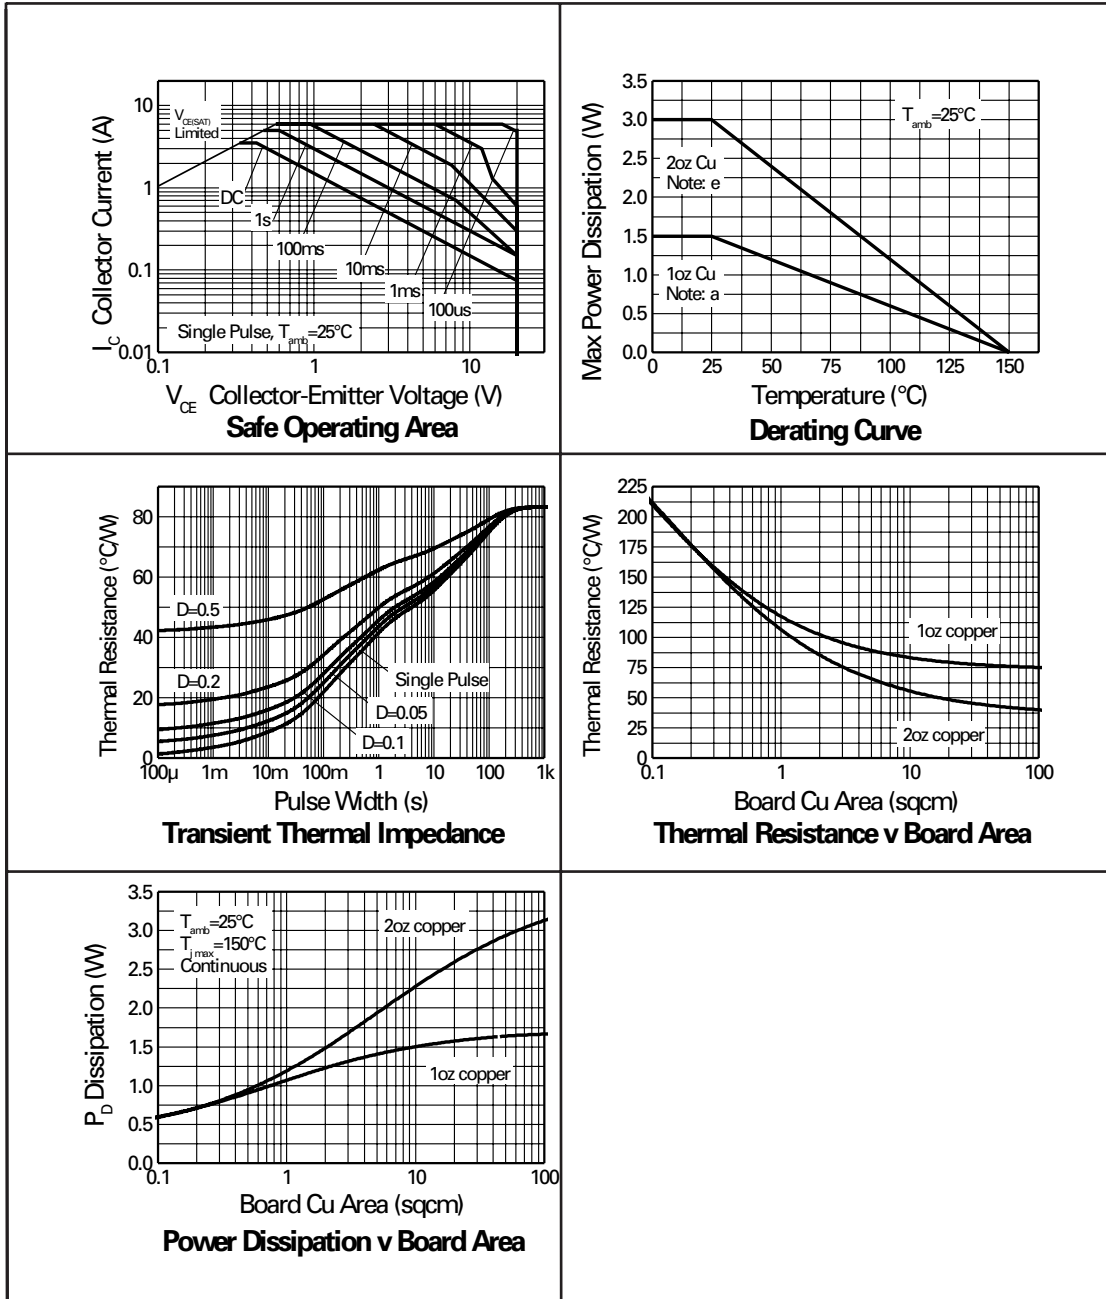 10
1
0.1
0.01
I_C Collector Current (A)
V_CE(SAT)
Limited
DC
1s
100ms
10ms
1ms
100us
Single Pulse, T_amb=25°C
0.1 1 10
V_CE Collector-Emitter Voltage (V)
Safe Operating Area
3.5
3.0
2.5
2.0
1.5
1.0
0.5
0.0
Max Power Dissipation (W)
T_amb=25°C
2oz Cu
Note: e
1oz Cu
Note: a
0 25 50 75 100 125 150
Temperature (°C)
Derating Curve
80
60
40
20
0
Thermal Resistance (°C/W)
D=0.5
D=0.2
Single Pulse
D=0.05
D=0.1
100µ 1m 10m 100m 1 10 100 1k
Pulse Width (s)
Transient Thermal Impedance
225
200
175
150
125
100
75
50
25
0
Thermal Resistance (°C/W)
1oz copper
2oz copper
0.1 1 10 100
Board Cu Area (sqcm)
Thermal Resistance v Board Area
3.5
3.0
2.5
2.0
1.5
1.0
0.5
0.0
P_D Dissipation (W)
T_amb=25°C
T_j max=150°C
Continuous
2oz copper
1oz copper
0.1 1 10 100
Board Cu Area (sqcm)
Power Dissipation v Board Area